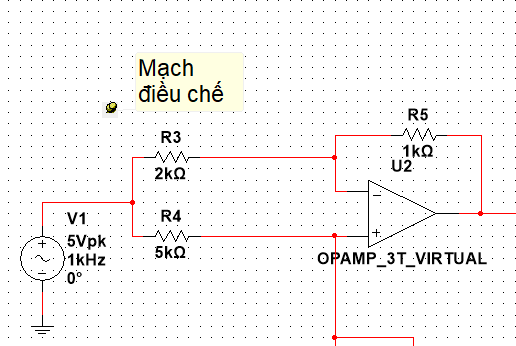 Mạch
điều chế
R5
R3
1kΩ
U2
2kΩ
R4
V1
5Vpk
1kHz
0°
5kΩ
OPAMP_3T_VIRTUAL